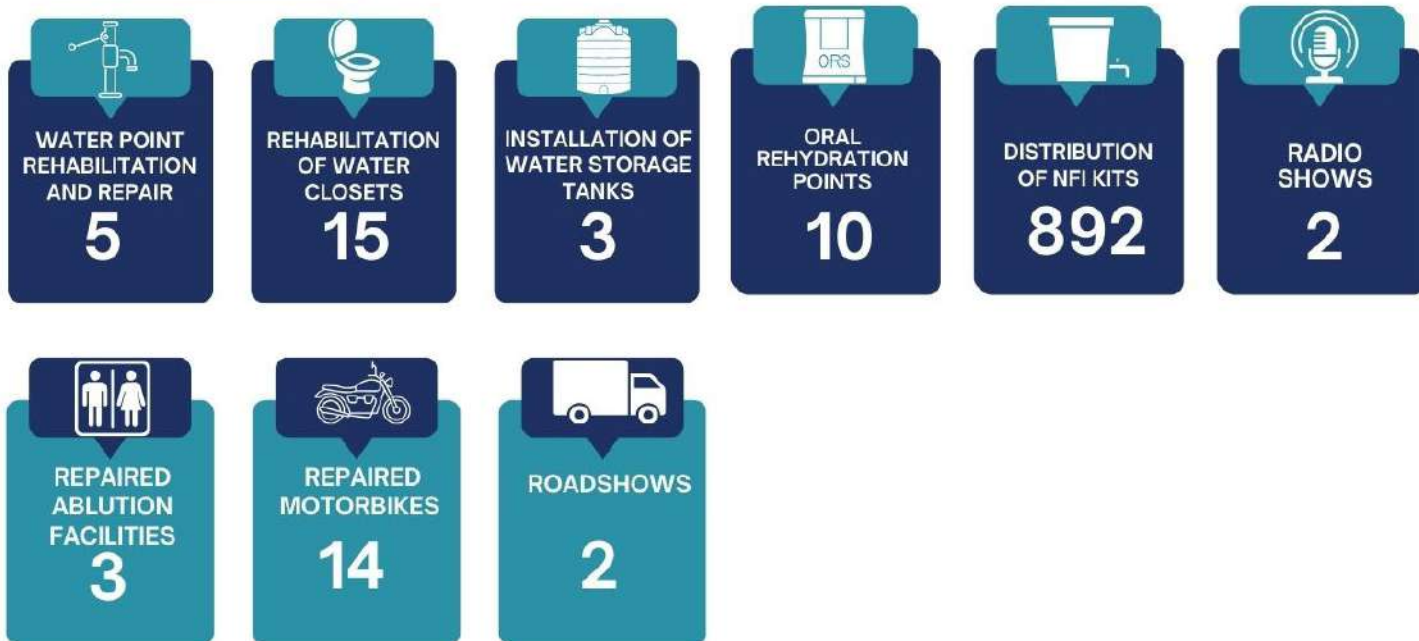 WATER POINT
REHABILITATION
AND REPAIR
5
REHABILITATION
OF WATER
CLOSETS
15
INSTALLATION OF
WATER STORAGE
TANKS
3
ORS
ORAL
REHYDRATION
POINTS
10
DISTRIBUTION
OF NFI KITS
892
RADIO
SHOWS
2
REPAIRED
ABLUTION
FACILITIES
3
REPAIRED
MOTORBIKES
14
ROADSHOWS
2